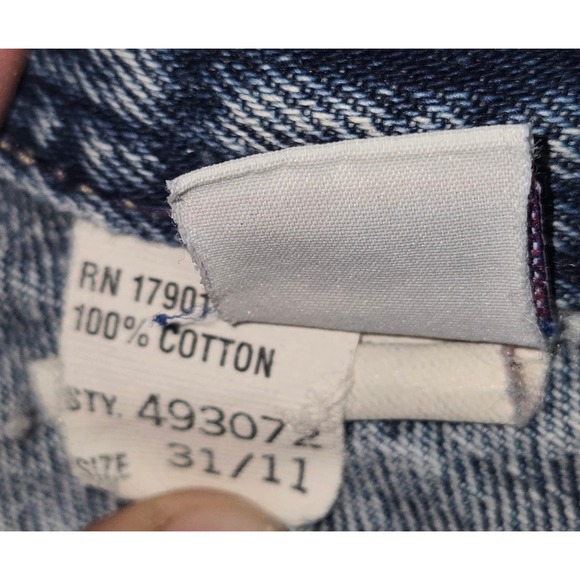 RN 17901
100% COTTON
STY. 493072
SIZE 31/11